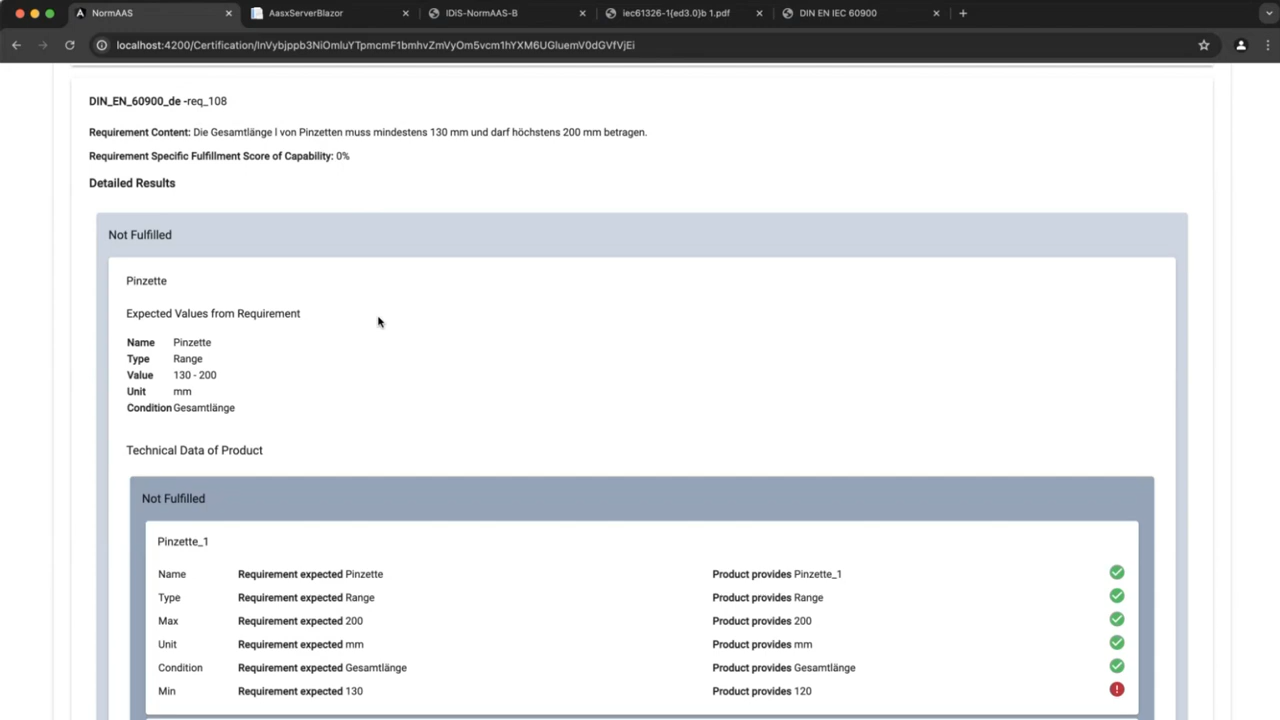 NormAAS
AasxServerBlazor
IDiS-NormAAS-B
iec61326-1{ed3.0}b 1.pdf
DIN EN IEC 60900
localhost:4200/Certification/InVybjppb3NiOmluYTpmcmF1bmhvZmVyOm5vcm1hYXM6UGluemV0dGVfVjEi
DIN_EN_60900_de -req_108
Requirement Content: Die Gesamtlänge l von Pinzetten muss mindestens 130 mm und darf höchstens 200 mm betragen.
Requirement Specific Fulfillment Score of Capability: 0%
Detailed Results
Not Fulfilled
Pinzette
Expected Values from Requirement
Name Pinzette
Type Range
Value 130 - 200
Unit mm
Condition Gesamtlänge
Technical Data of Product
Not Fulfilled
Pinzette_1
Name Requirement expected Pinzette Product provides Pinzette_1
Type Requirement expected Range Product provides Range
Max Requirement expected 200 Product provides 200
Unit Requirement expected mm Product provides mm
Condition Requirement expected Gesamtlänge Product provides Gesamtlänge
Min Requirement expected 130 Product provides 120